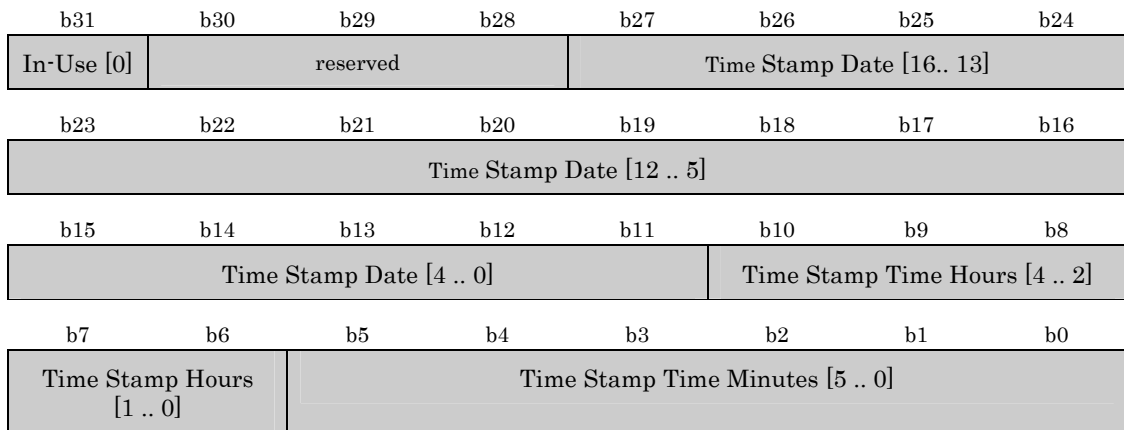 b31 b30 b29 b28 b27 b26 b25 b24
In-Use [0] reserved Time Stamp Date [16.. 13]
b23 b22 b21 b20 b19 b18 b17 b16
Time Stamp Date [12 .. 5]
b15 b14 b13 b12 b11 b10 b9 b8
Time Stamp Date [4 .. 0] Time Stamp Time Hours [4 .. 2]
b7 b6 b5 b4 b3 b2 b1 b0
Time Stamp Hours Time Stamp Time Minutes [5 .. 0]
[1 .. 0]